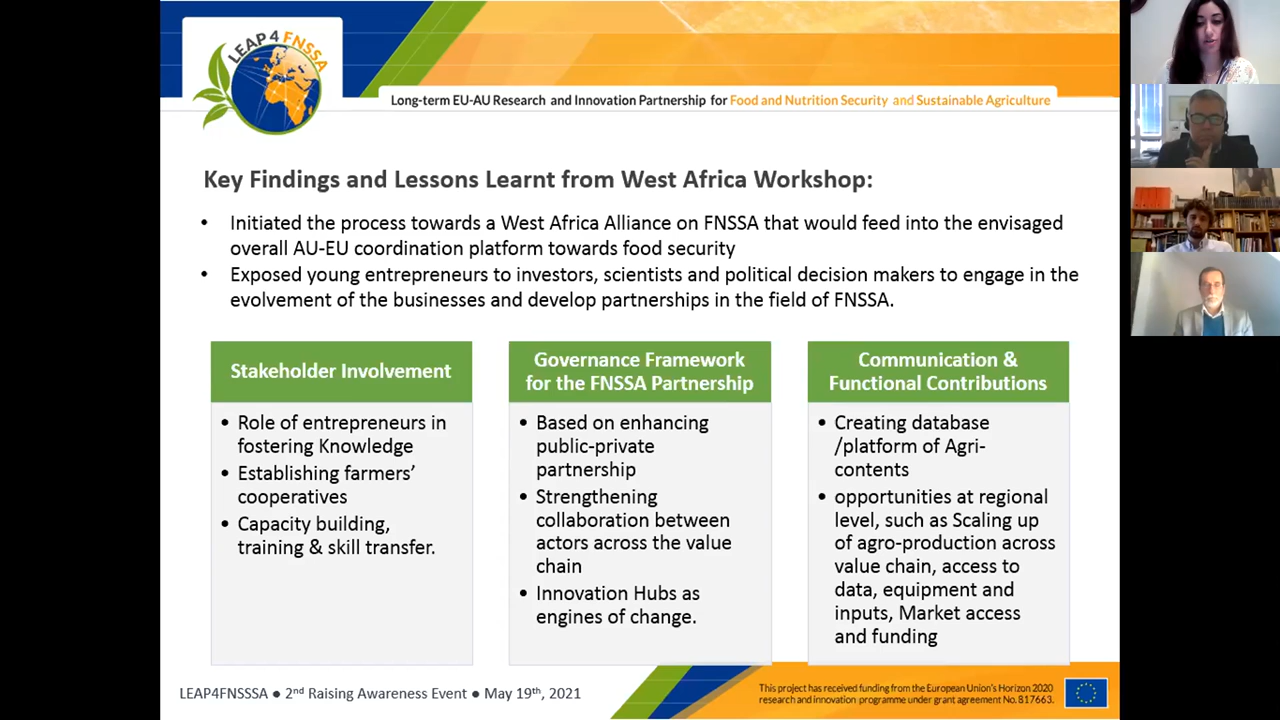 LEAP4FNSSA
Long-term EU-AU Research and Innovation Partnership for Food and Nutrition Security and Sustainable Agriculture
Key Findings and Lessons Learnt from West Africa Workshop:
• Initiated the process towards a West Africa Alliance on FNSSA that would feed into the envisaged
overall AU-EU coordination platform towards food security
• Exposed young entrepreneurs to investors, scientists and political decision makers to engage in the
evolvement of the businesses and develop partnerships in the field of FNSSA.
Stakeholder Involvement
• Role of entrepreneurs in
fostering Knowledge
• Establishing farmers’
cooperatives
• Capacity building,
training & skill transfer.
Governance Framework
for the FNSSA Partnership
• Based on enhancing
public-private
partnership
• Strengthening
collaboration between
actors across the value
chain
• Innovation Hubs as
engines of change.
Communication &
Functional Contributions
• Creating database
/platform of Agri-
contents
• opportunities at regional
level, such as Scaling up
of agro-production across
value chain, access to
data, equipment and
inputs, Market access
and funding
LEAP4FNSSSA ● 2nd Raising Awareness Event ● May 19th, 2021
This project has received funding from the European Union's Horizon 2020
research and innovation programme under grant agreement No.817663.